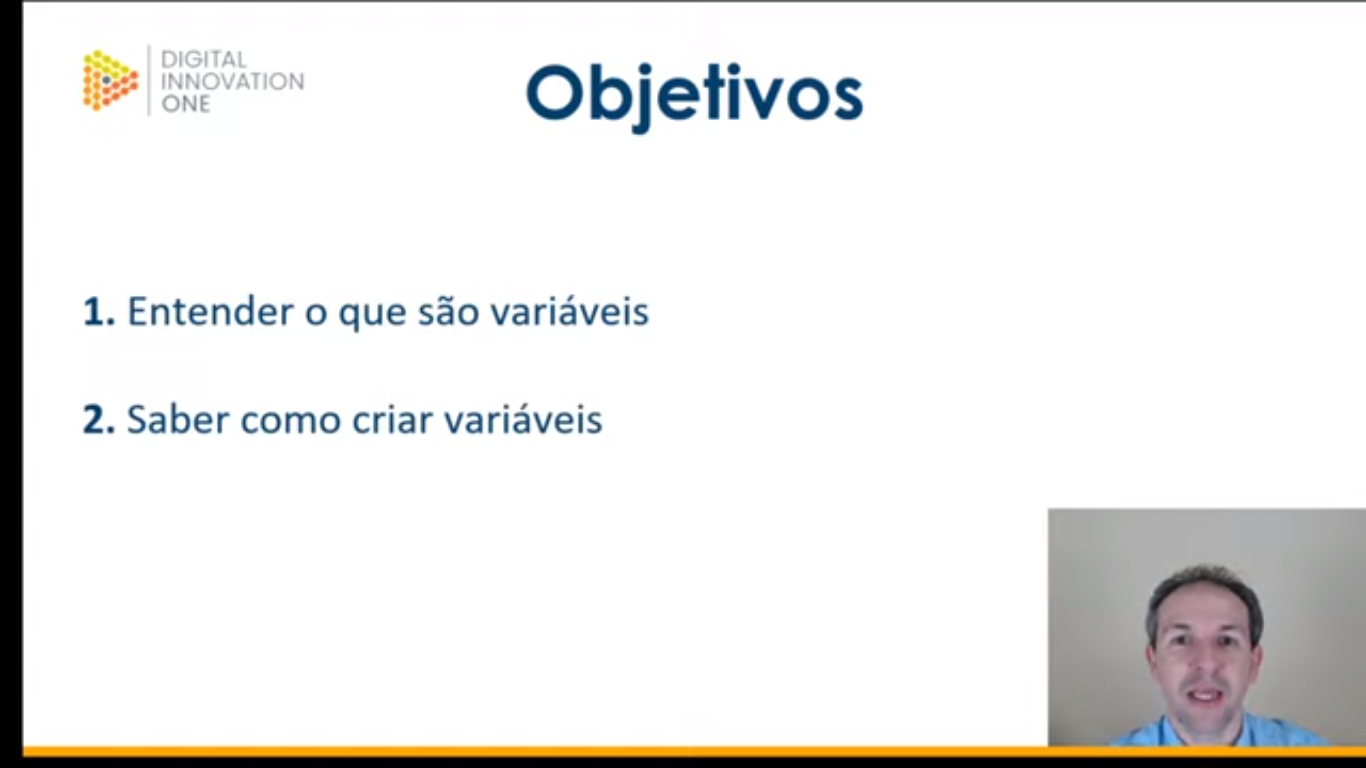 DIGITAL
INNOVATION
ONE
Objetivos
1. Entender o que são variáveis
2. Saber como criar variáveis